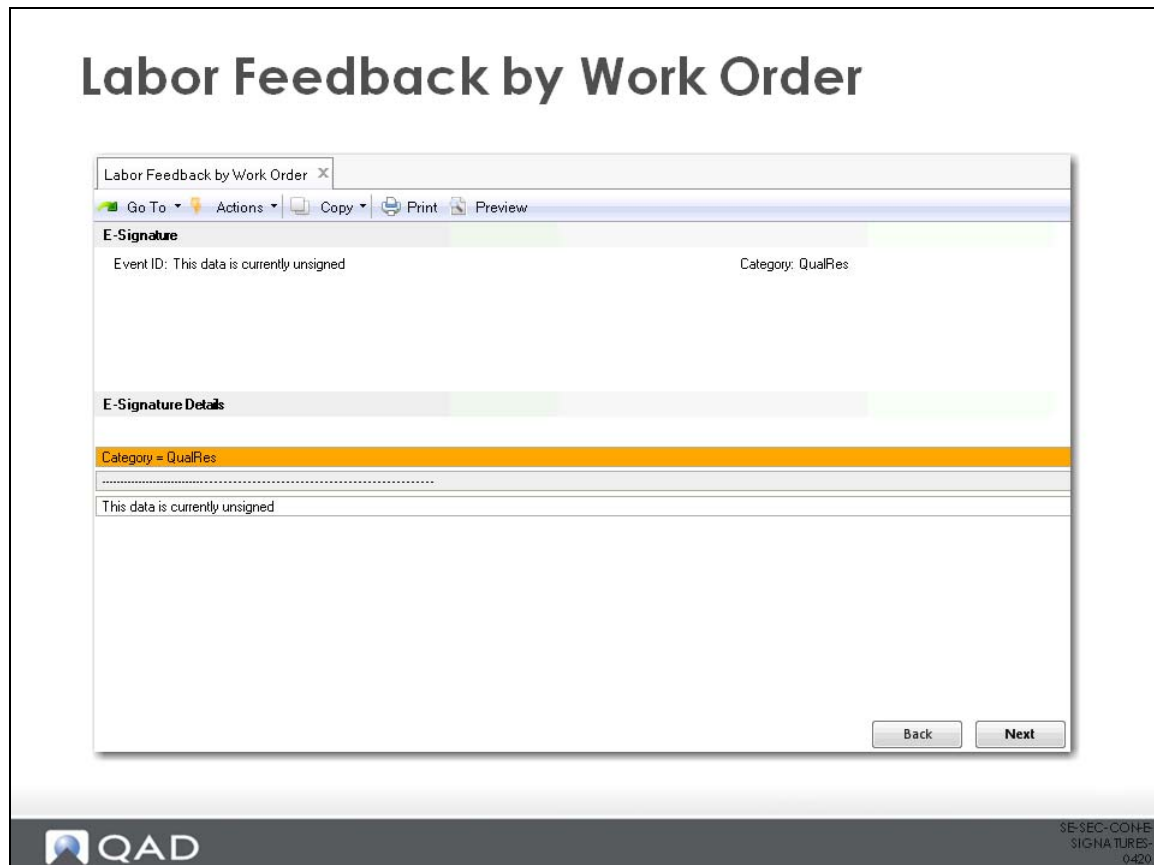 Labor Feedback by Work Order
Labor Feedback by Work Order
Go To Actions Copy Print Preview
E-Signature
Event ID: This data is currently unsigned Category: QualRes
E-Signature Details
Category = QualRes
--------------------------------------------------------------------------------
This data is currently unsigned
Back Next
QAD
SE-SEC-CON-E
SIGNATURES-
0420